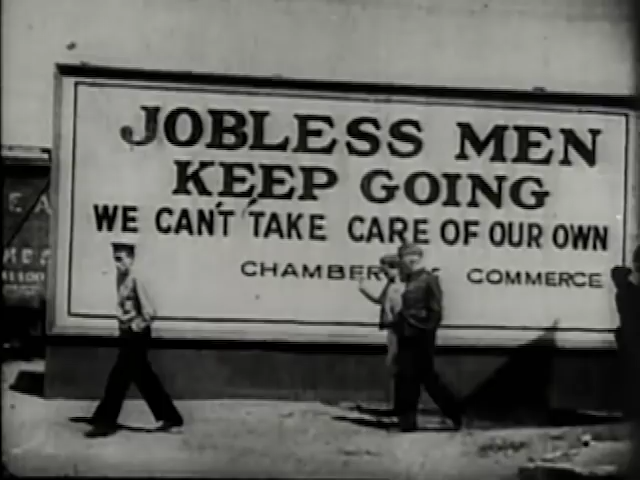 JOBLESS MEN
KEEP GOING
WE CAN'T TAKE CARE OF OUR OWN
CHAMBER COMMERCE